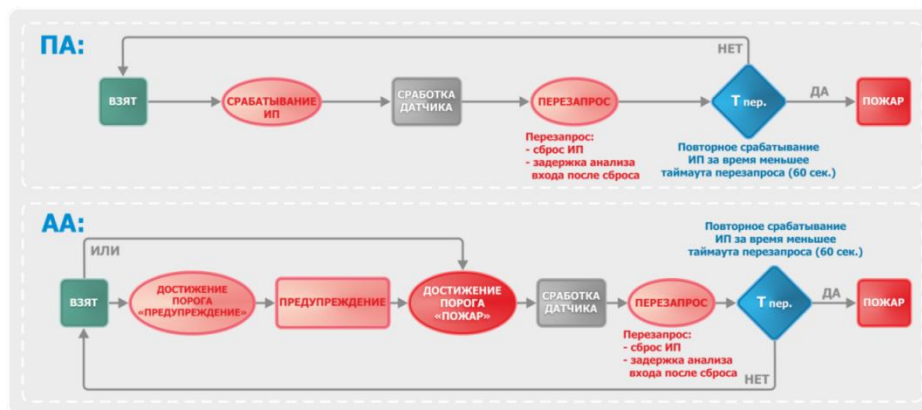 ПА:
НЕТ
ВЗЯТ
СРАБАТЫВАНИЕ
ИП
СРАБОТКА
ДАТЧИКА
ПЕРЕЗАПРОС
Т пер.
ДА
ПОЖАР
Перезапрос:
- сброс ИП
- задержка анализа
входа после сброса
Повторное срабатывание
ИП за время меньшее
таймаута перезапроса (60 сек.)
АА:
ИЛИ
Повторное срабатывание
ИП за время меньшее
таймаута перезапроса (60 сек.)
ВЗЯТ
ДОСТИЖЕНИЕ
ПОРОГА
«ПРЕДУПРЕЖДЕНИЕ»
ПРЕДУПРЕЖДЕНИЕ
ДОСТИЖЕНИЕ
ПОРОГА
«ПОЖАР»
СРАБОТКА
ДАТЧИКА
ПЕРЕЗАПРОС
Т пер.
ДА
ПОЖАР
Перезапрос:
- сброс ИП
- задержка анализа
входа после сброса
НЕТ